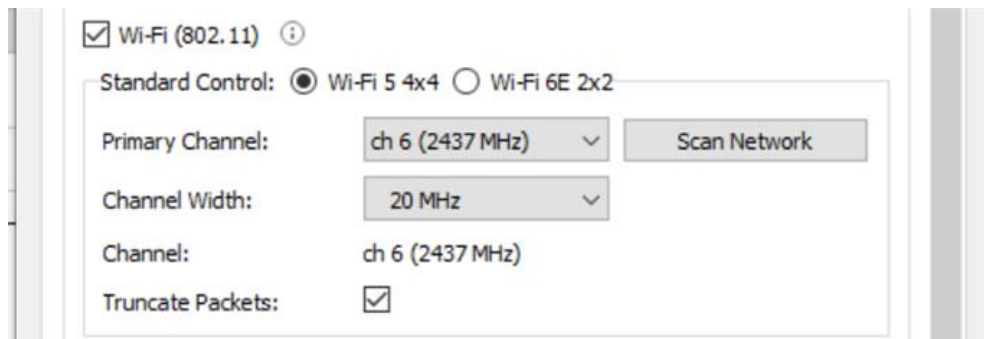 Wi-Fi (802.11)
Standard Control: Wi-Fi 5 4x4 Wi-Fi 6E 2x2
Primary Channel: ch 6 (2437 MHz) Scan Network
Channel Width: 20 MHz
Channel: ch 6 (2437 MHz)
Truncate Packets: